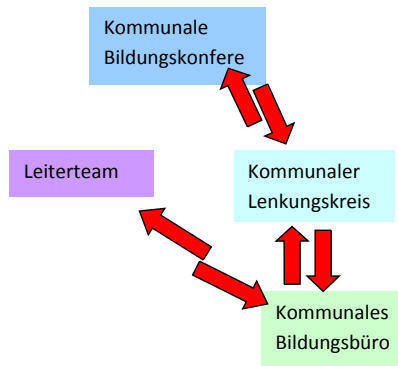 Kommunale
Bildungskonfere
Leiterteam
Kommunaler
Lenkungskreis
Kommunales
Bildungsbüro